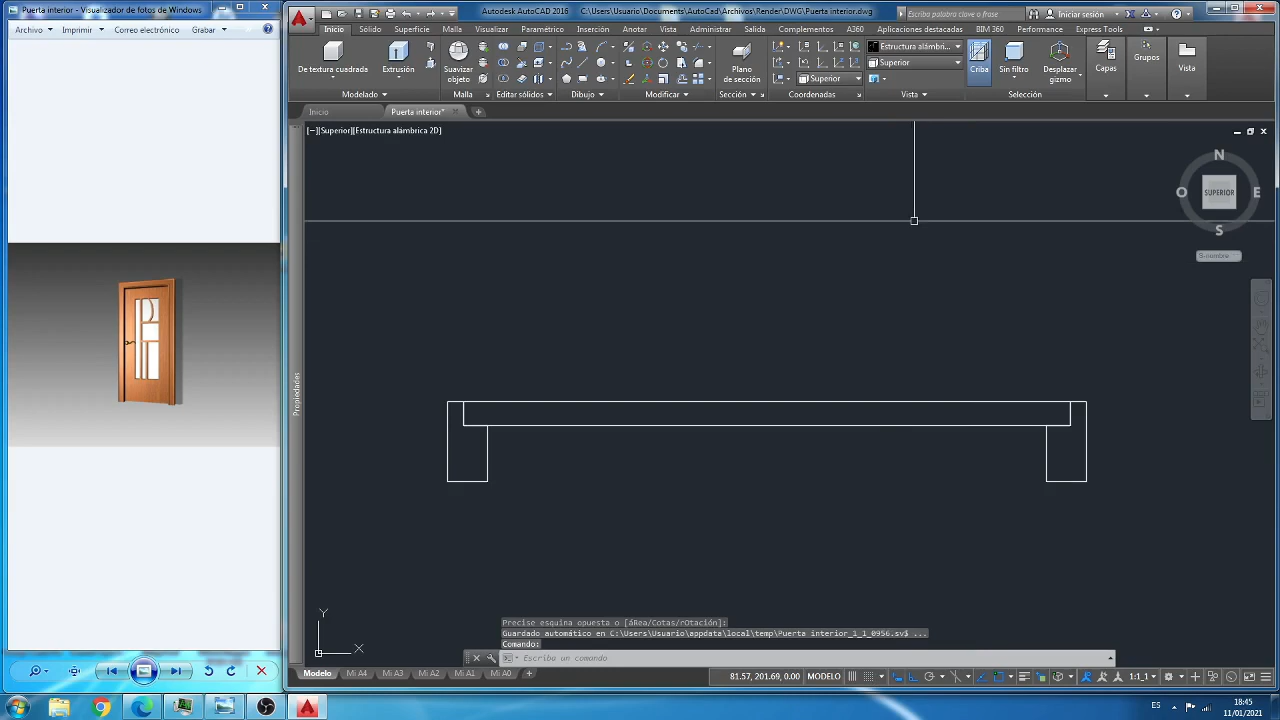 Puerta interior - Visualizador de fotos de Windows
Archivo Imprimir Correo electrónico Grabar
Autodesk AutoCAD 2016 C:\Users\Usuario\Documents\AutoCad\Archivos\Render\DWG\Puerta interior.dwg
Escriba palabra clave o frase
Iniciar sesión
Inicio Sólido Superficie Malla Visualizar Paramétrico Inserción Anotar Vista Administrar Salida Complementos A360 Aplicaciones destacadas BIM 360 Performance Express Tools
De textura cuadrada
Extrusión
Suavizar objeto
Plano de sección
Superior
Estructura alámbri...
Superior
Criba
Sin filtro
Desplazar gizmo
Capas
Grupos
Vista
Modelado
Malla
Editar sólidos
Dibujo
Modificar
Sección
Coordenadas
Vista
Selección
Inicio
Puerta interior*
[−][Superior][Estructura alámbrica 2D]
N
O
SUPERIOR
E
S
S-nombre
Propiedades
Y
X
Precise esquina opuesta o [áRea/Cotas/rOtación]:
Guardado automático en C:\Users\Usuario\appdata\local\temp\Puerta interior_1_1_0956.sv$ ...
Comando:
Escriba un comando
Modelo Mi A4 Mi A3 Mi A2 Mi A1 Mi A0
81.57, 201.69, 0.00 MODELO
1:1_1
ES
18:45
11/01/2021